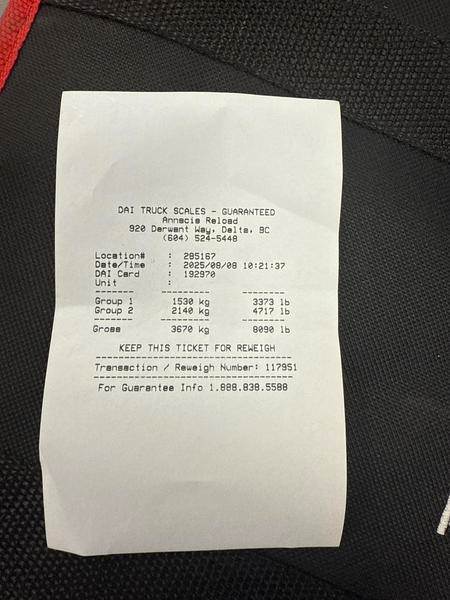 DAI TRUCK SCALES - GUARANTEED
Annacis Reload
920 Derwent Way, Delta, BC
(604) 524-5448
Location# : 285167
Date/Time : 2025/08/08 10:21:37
DAI Card : 192970
Unit :
------- --------- --------
Group 1 1530 kg 3373 lb
Group 2 2140 kg 4717 lb
------- --------- --------
Gross 3670 kg 8090 lb
KEEP THIS TICKET FOR REWEIGH
------------------------------------
Transaction / Reweigh Number: 117951
------------------------------------
For Guarantee Info 1.888.838.5588